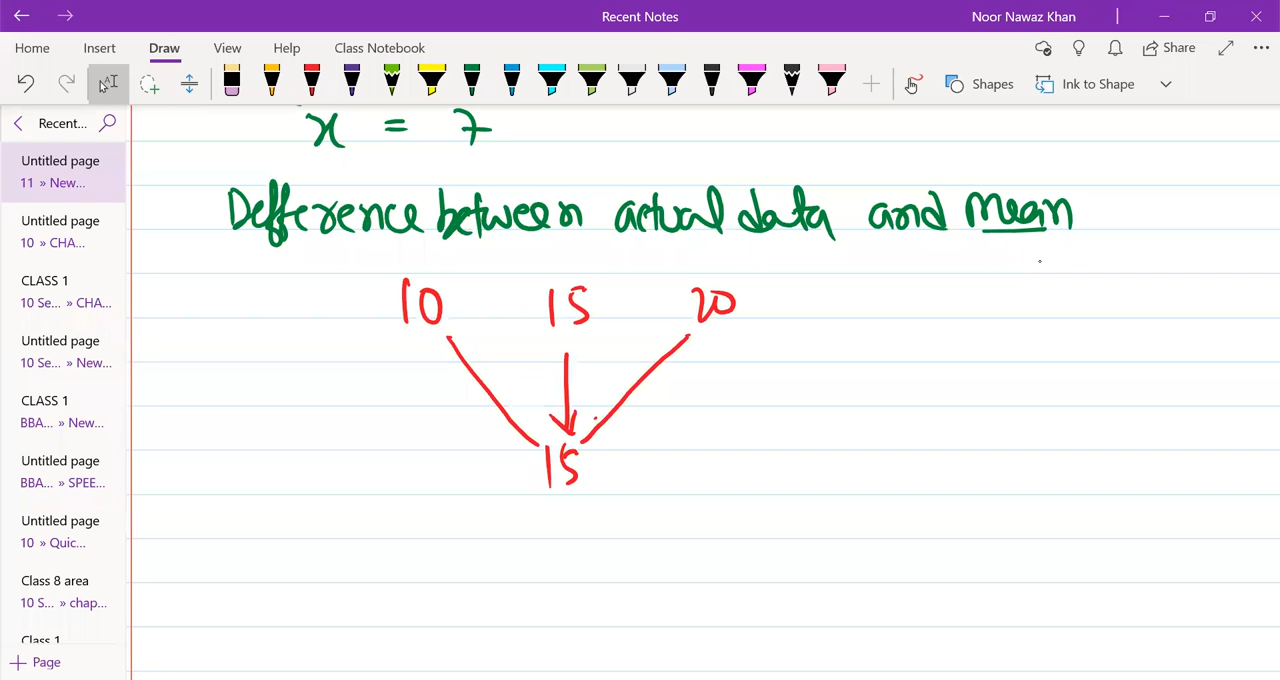 Recent Notes
Noor Nawaz Khan
Home Insert Draw View Help Class Notebook
Share
Shapes
Ink to Shape
Recent...
Untitled page
11 » New...
Untitled page
10 » CHA...
CLASS 1
10 Se... » CHA...
Untitled page
10 Se... » New...
CLASS 1
BBA... » New...
Untitled page
BBA... » SPEE...
Untitled page
10 » Quic...
Class 8 area
10 S... » chap...
Class 1
Page
x = 7
Defference between actual data and mean
10 15 20
15